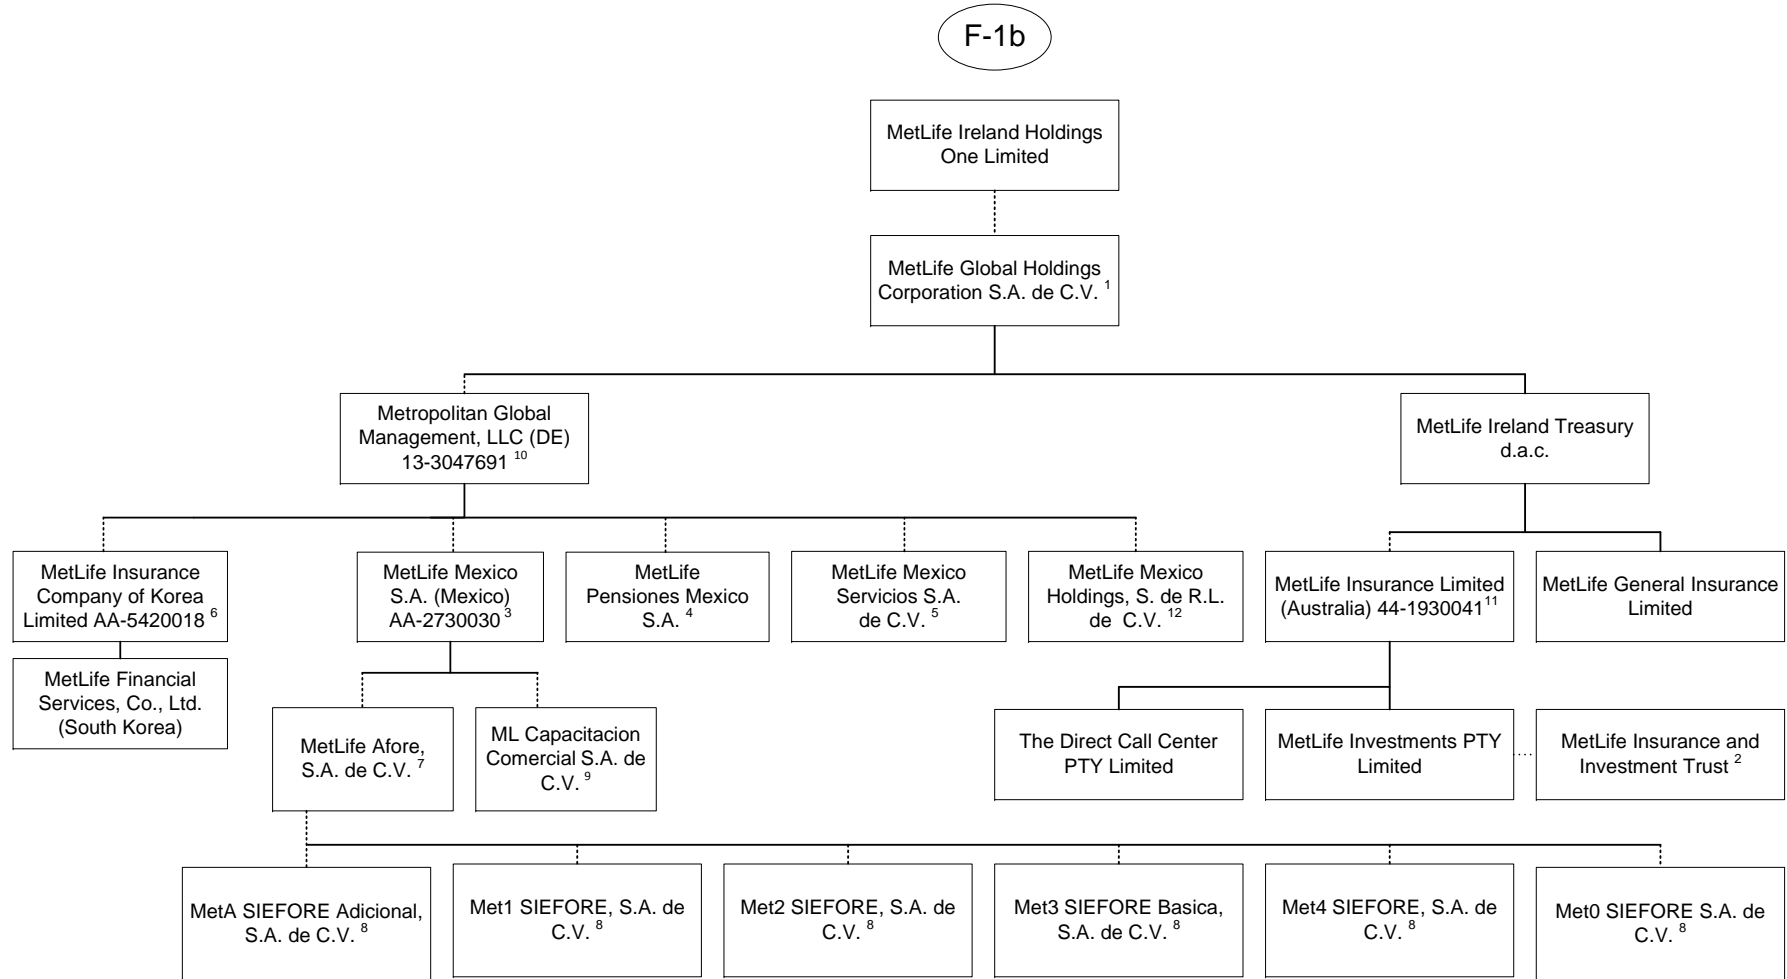 F-1b
MetLife Ireland Holdings
One Limited
MetLife Global Holdings
Corporation S.A. de C.V. 1
Metropolitan Global
Management, LLC (DE)
13-3047691 10
MetLife Ireland Treasury
d.a.c.
MetLife Insurance
Company of Korea
Limited AA-5420018 6
MetLife Mexico
S.A. (Mexico)
AA-2730030 3
MetLife
Pensiones Mexico
S.A. 4
MetLife Mexico
Servicios S.A.
de C.V. 5
MetLife Mexico
Holdings, S. de R.L.
de C.V. 12
MetLife Insurance Limited
(Australia) 44-1930041 11
MetLife General Insurance
Limited
MetLife Financial
Services, Co., Ltd.
(South Korea)
MetLife Afore,
S.A. de C.V. 7
ML Capacitacion
Comercial S.A. de
C.V. 9
The Direct Call Center
PTY Limited
MetLife Investments PTY
Limited
MetLife Insurance and
Investment Trust 2
MetA SIEFORE Adicional,
S.A. de C.V. 8
Met1 SIEFORE, S.A. de
C.V. 8
Met2 SIEFORE, S.A. de
C.V. 8
Met3 SIEFORE Basica,
S.A. de C.V. 8
Met4 SIEFORE, S.A. de
C.V. 8
Met0 SIEFORE S.A. de
C.V. 8